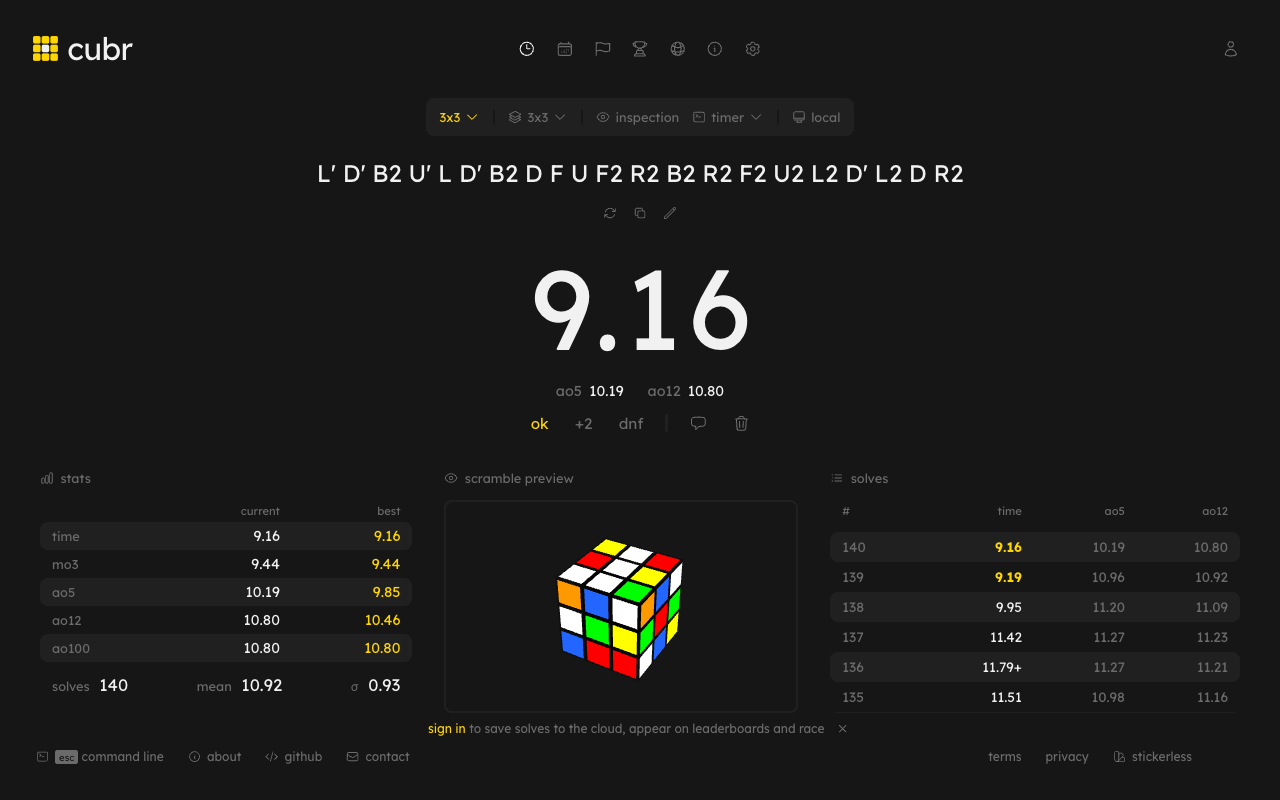 cubr
3x3 3x3 inspection timer local
L' D' B2 U' L D' B2 D F U F2 R2 B2 R2 F2 U2 L2 D' L2 D R2
9.16
ao5 10.19 ao12 10.80
ok +2 dnf
stats
current best
time 9.16 9.16
mo3 9.44 9.44
ao5 10.19 9.85
ao12 10.80 10.46
ao100 10.80 10.80
solves 140 mean 10.92 σ 0.93
scramble preview
solves
# time ao5 ao12
140 9.16 10.19 10.80
139 9.19 10.96 10.92
138 9.95 11.20 11.09
137 11.42 11.27 11.23
136 11.79+ 11.27 11.21
135 11.51 10.98 11.16
sign in to save solves to the cloud, appear on leaderboards and race
esc command line about github contact
terms privacy stickerless